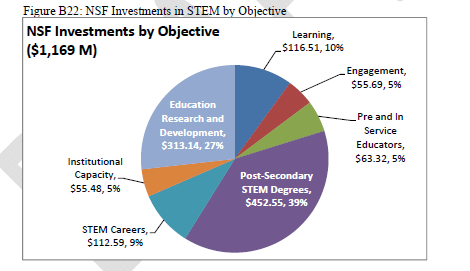 Figure B22: NSF Investments in STEM by Objective
NSF Investments by Objective
($1,169 M)
Learning,
$116.51, 10%
Engagement,
$55.69, 5%
Pre and In
Service
Educators,
$63.32, 5%
Post-Secondary
STEM Degrees,
$452.55, 39%
STEM Careers,
$112.59, 9%
Institutional
Capacity,
$55.48, 5%
Education
Research and
Development,
$313.14, 27%